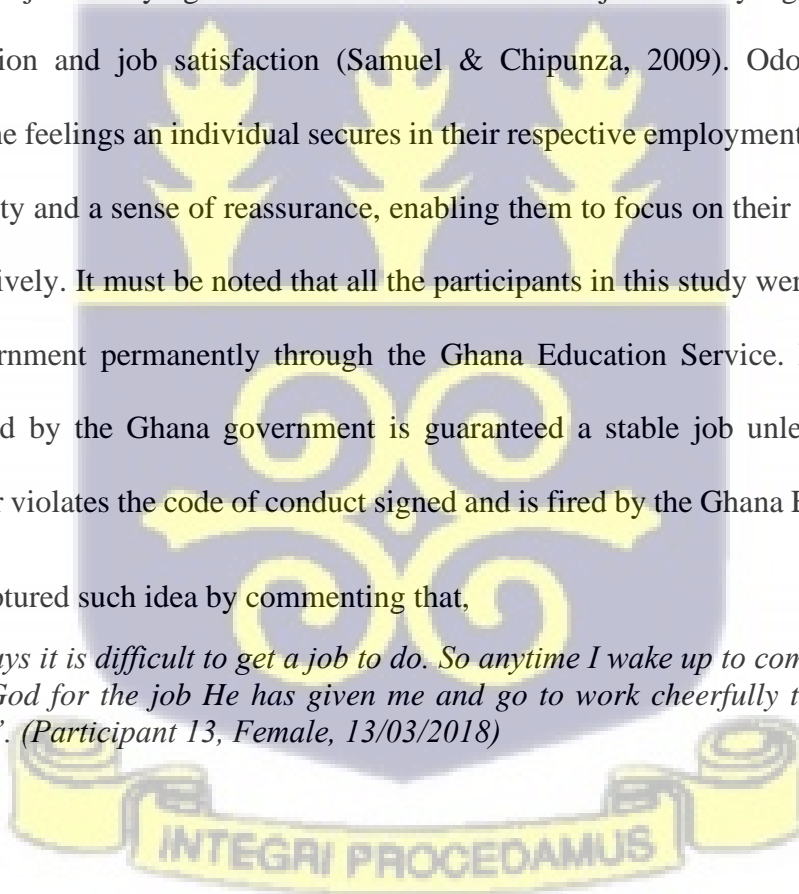 ion and job satisfaction (Samuel & Chipunza, 2009). Odo
ne feelings an individual secures in their respective employment
ty and a sense of reassurance, enabling them to focus on their
ively. It must be noted that all the participants in this study wer
rnment permanently through the Ghana Education Service.
d by the Ghana government is guaranteed a stable job unle
r violates the code of conduct signed and is fired by the Ghana E
ptured such idea by commenting that,
ays it is difficult to get a job to do. So anytime I wake up to com
God for the job He has given me and go to work cheerfully t
”. (Participant 13, Female, 13/03/2018)
INTEGRI PROCEDAMUS